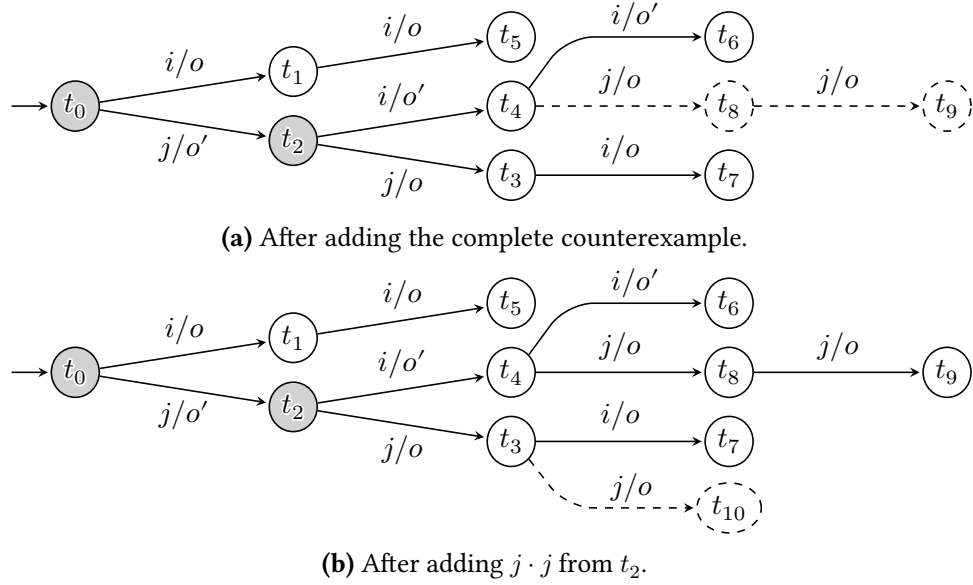 i/o i/o i/o'
t₀ t₁ t₅ t₆
i/o' j/o j/o
j/o' t₂ t₄ t₈ t₉
j/o i/o
t₃ t₇
(a) After adding the complete counterexample.
i/o i/o i/o'
t₀ t₁ t₅ t₆
i/o' j/o j/o
j/o' t₂ t₄ t₈ t₉
j/o i/o
t₃ t₇
j/o
t₁₀
(b) After adding j · j from t₂.